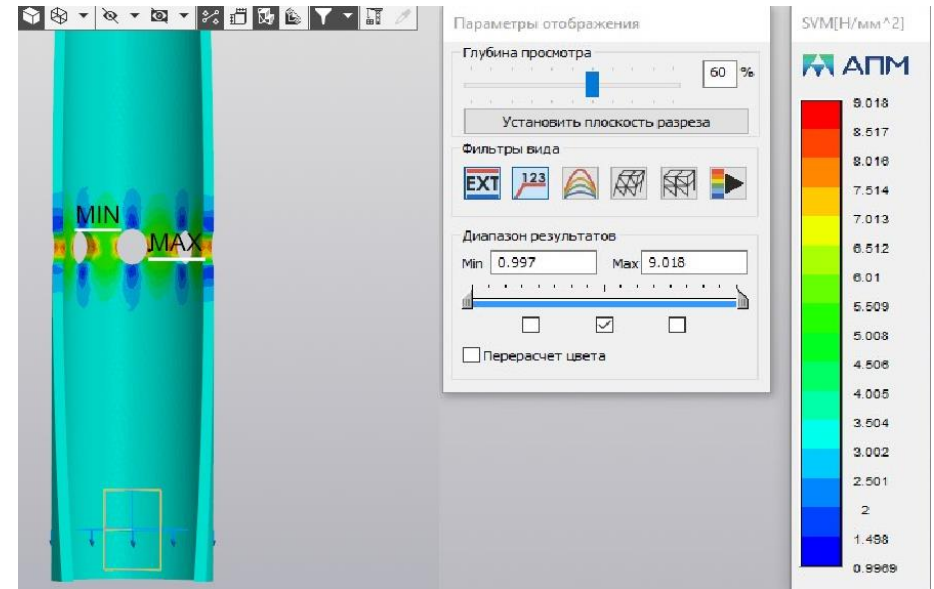 Параметры отображения
Глубина просмотра
60 %
Установить плоскость разреза
Фильтры вида
EXT
123
Диапазон результатов
Min 0.997 Max 9.018
Перерасчет цвета
MIN
MAX
SVM[Н/мм^2]
АПМ
9.018
8.517
8.016
7.514
7.013
6.512
6.01
5.509
5.008
4.506
4.005
3.504
3.002
2.501
2
1.498
0.9969